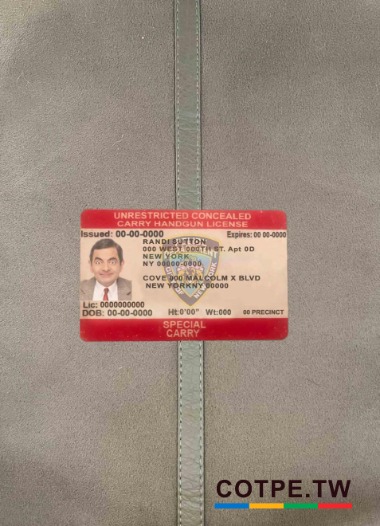 UNRESTRICTED CONCEALED
CARRY HANDGUN LICENSE
Issued: 00-00-0000 Expires: 00 00-0000
RANDI SUTTON
000 WEST 000TH ST. Apt 0D
NEW YORK
NY 00000-0000
COVE 900 MALCOLM X BLVD
NEW YORKNY 00000
Lic: 0000000000
DOB: 00-00-0000 Ht:0'00" Wt:000 00 PRECINCT
SPECIAL
CARRY
COTPE.TW